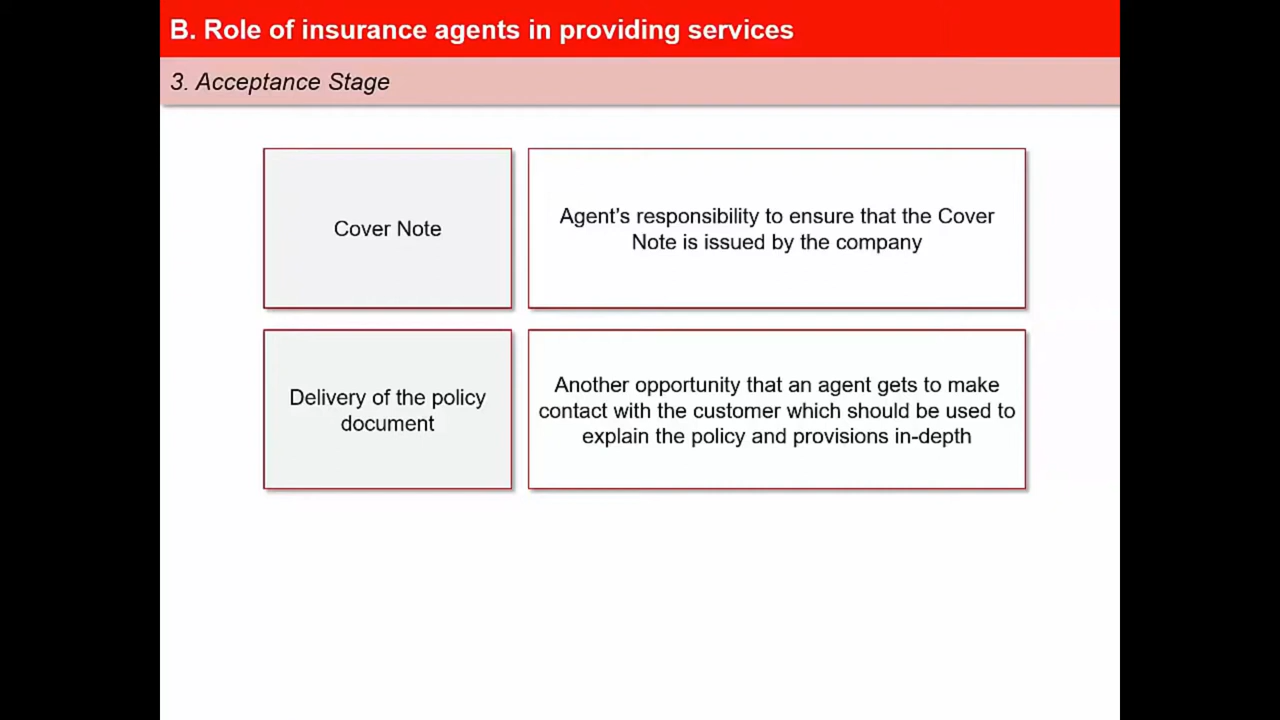 B. Role of insurance agents in providing services
3. Acceptance Stage
Cover Note
Agent's responsibility to ensure that the Cover
Note is issued by the company
Delivery of the policy
document
Another opportunity that an agent gets to make
contact with the customer which should be used to
explain the policy and provisions in-depth